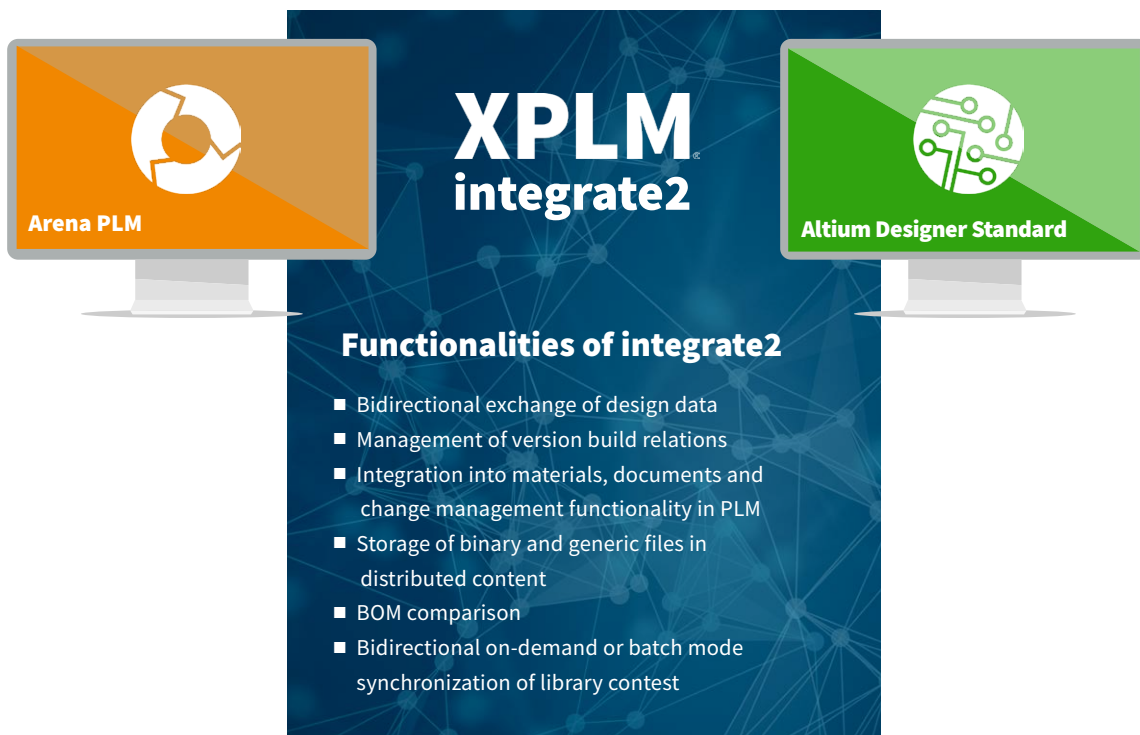 XPLM®
integrate2
Arena PLM
Altium Designer Standard
Functionalities of integrate2
■ Bidirectional exchange of design data
■ Management of version build relations
■ Integration into materials, documents and
change management functionality in PLM
■ Storage of binary and generic files in
distributed content
■ BOM comparison
■ Bidirectional on-demand or batch mode
synchronization of library contest